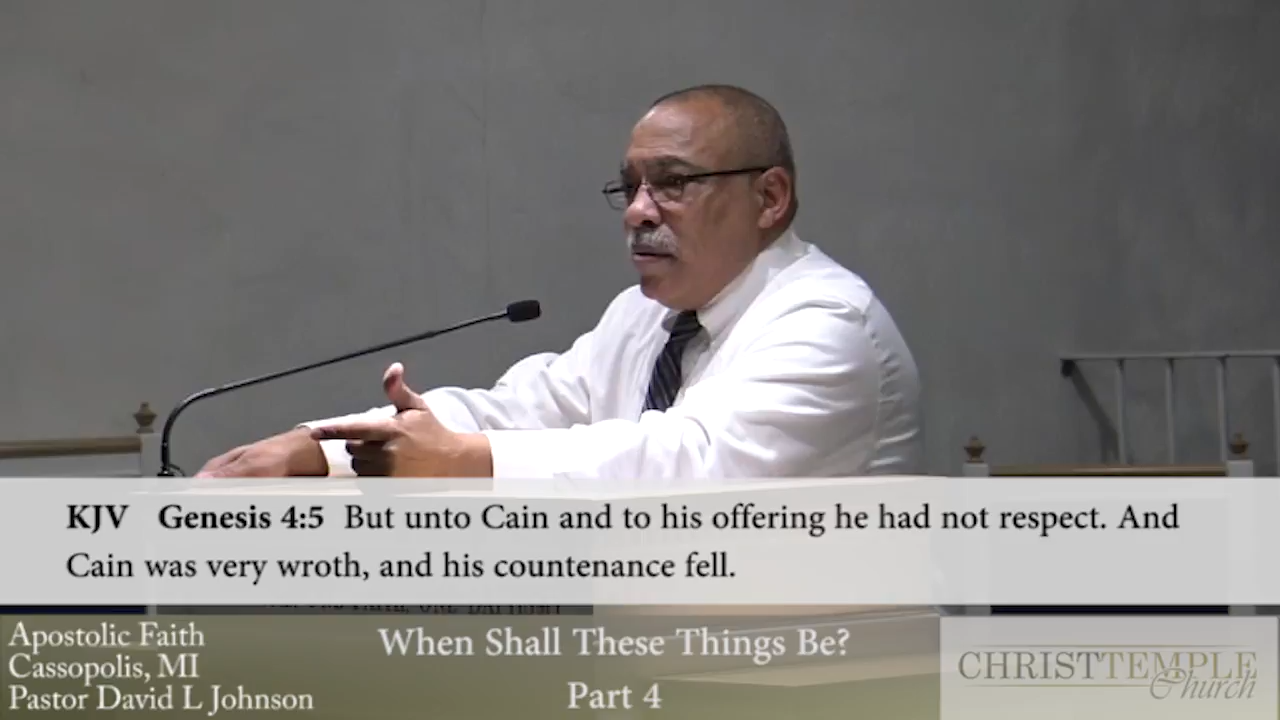 KJV Genesis 4:5 But unto Cain and to his offering he had not respect. And
Cain was very wroth, and his countenance fell.
Apostolic Faith
Cassopolis, MI
Pastor David L Johnson
When Shall These Things Be?
Part 4
CHRISTTEMPLE
Church